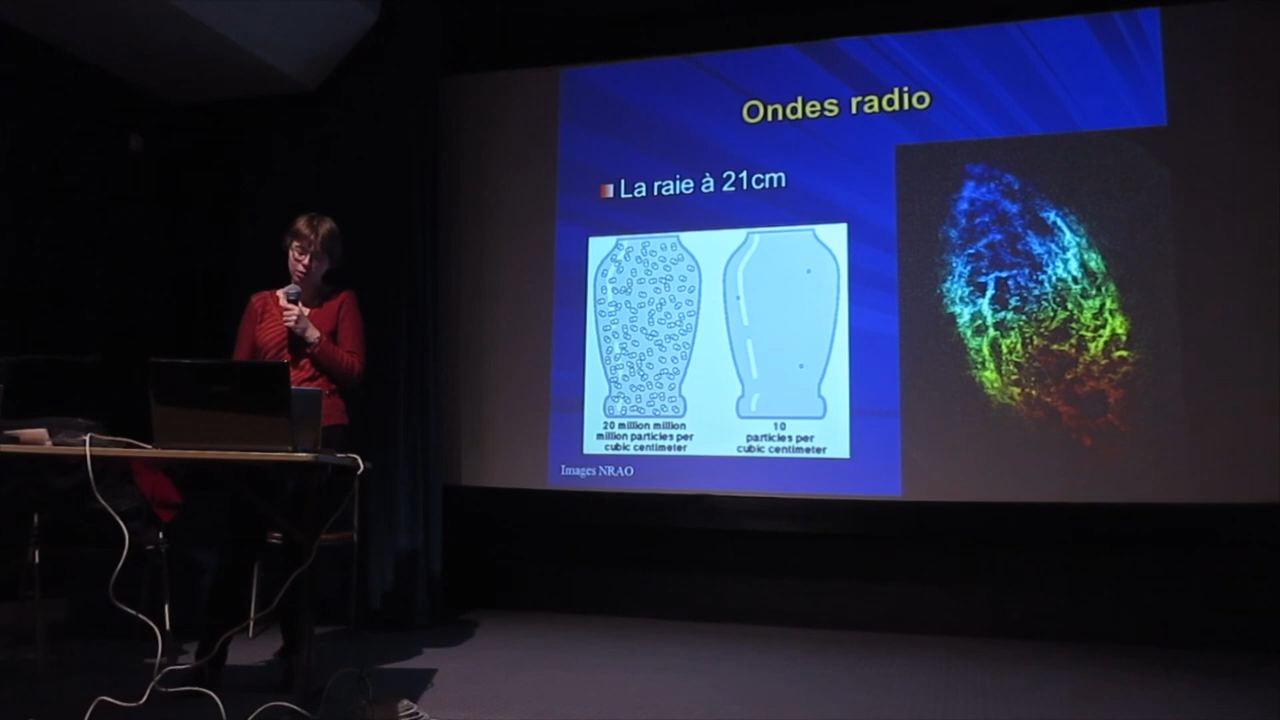 Ondes radio
La raie à 21cm
20 million million
million particles per
cubic centimeter
10
particles per
cubic centimeter
Images NRAO